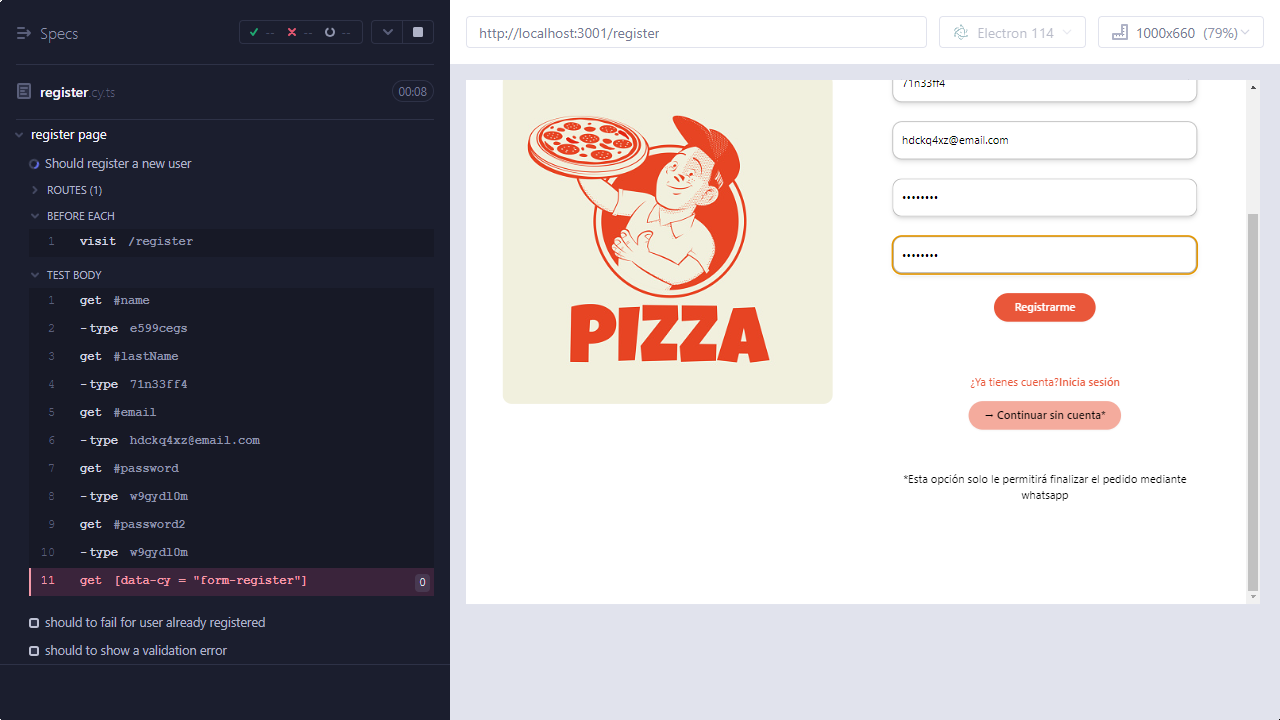 Specs
--
--
--
register.cy.ts
00:08
register page
Should register a new user
ROUTES (1)
BEFORE EACH
1 visit /register
TEST BODY
1 get #name
2 -type e599cegs
3 get #lastName
4 -type 71n33ff4
5 get #email
6 -type hdckq4xz@email.com
7 get #password
8 -type w9gydl0m
9 get #password2
10 -type w9gydl0m
11 get [data-cy = "form-register"] 0
should to fail for user already registered
should to show a validation error
http://localhost:3001/register
Electron 114
1000x660 (79%)
PIZZA
71n33ff4
hdckq4xz@email.com
••••••••
••••••••
Registrarme
¿Ya tienes cuenta?Inicia sesión
→ Continuar sin cuenta*
*Esta opción solo le permitirá finalizar el pedido mediante
whatsapp